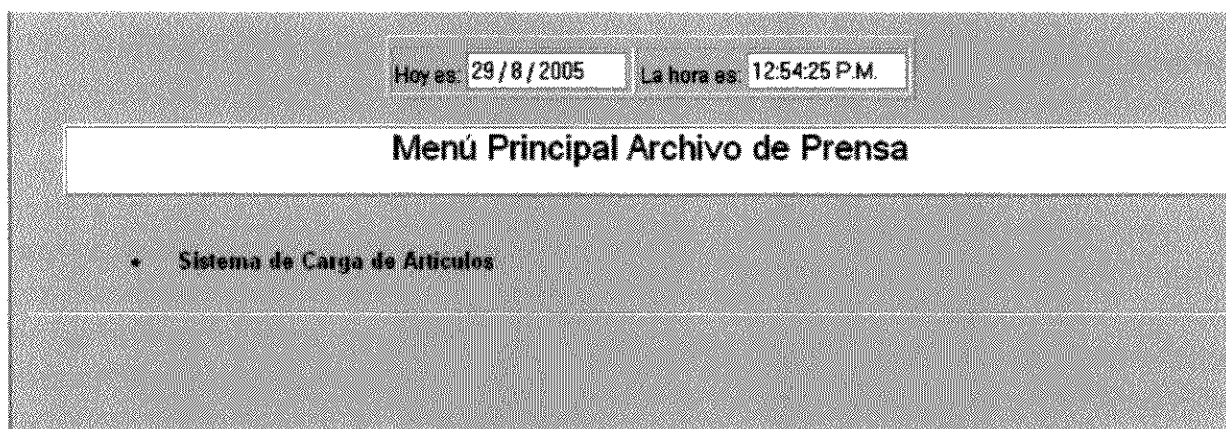 Hoy es: 29 / 8 / 2005 La hora es: 12:54:25 P.M.
Menú Principal Archivo de Prensa
• Sistema de Carga de Artículos